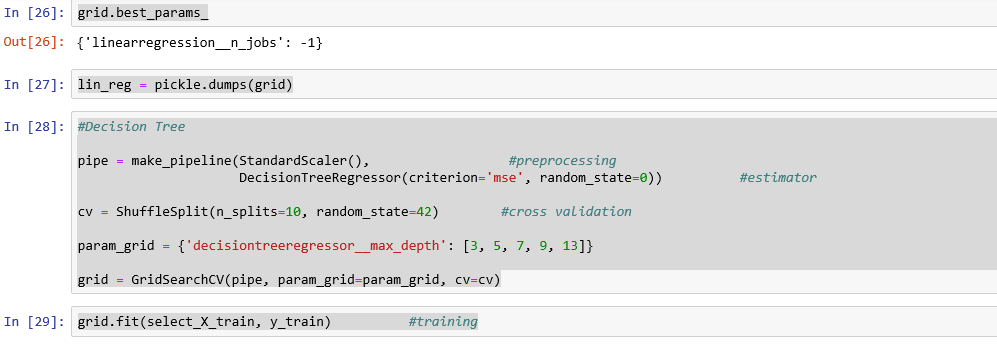 In [26]: grid.best_params_
Out[26]: {'linearregression__n_jobs': -1}
In [27]: lin_reg = pickle.dumps(grid)
In [28]: #Decision Tree
pipe = make_pipeline(StandardScaler(), #preprocessing
DecisionTreeRegressor(criterion='mse', random_state=0)) #estimator
cv = ShuffleSplit(n_splits=10, random_state=42) #cross validation
param_grid = {'decisiontreeregressor__max_depth': [3, 5, 7, 9, 13]}
grid = GridSearchCV(pipe, param_grid=param_grid, cv=cv)
In [29]: grid.fit(select_X_train, y_train) #training